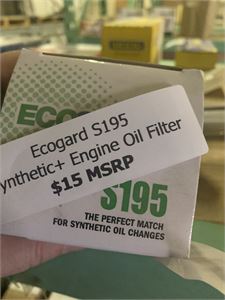 ECO
Ecogard S195
ynthetic+ Engine Oil Filter
$15 MSRP
S195
THE PERFECT MATCH
FOR SYNTHETIC OIL CHANGES